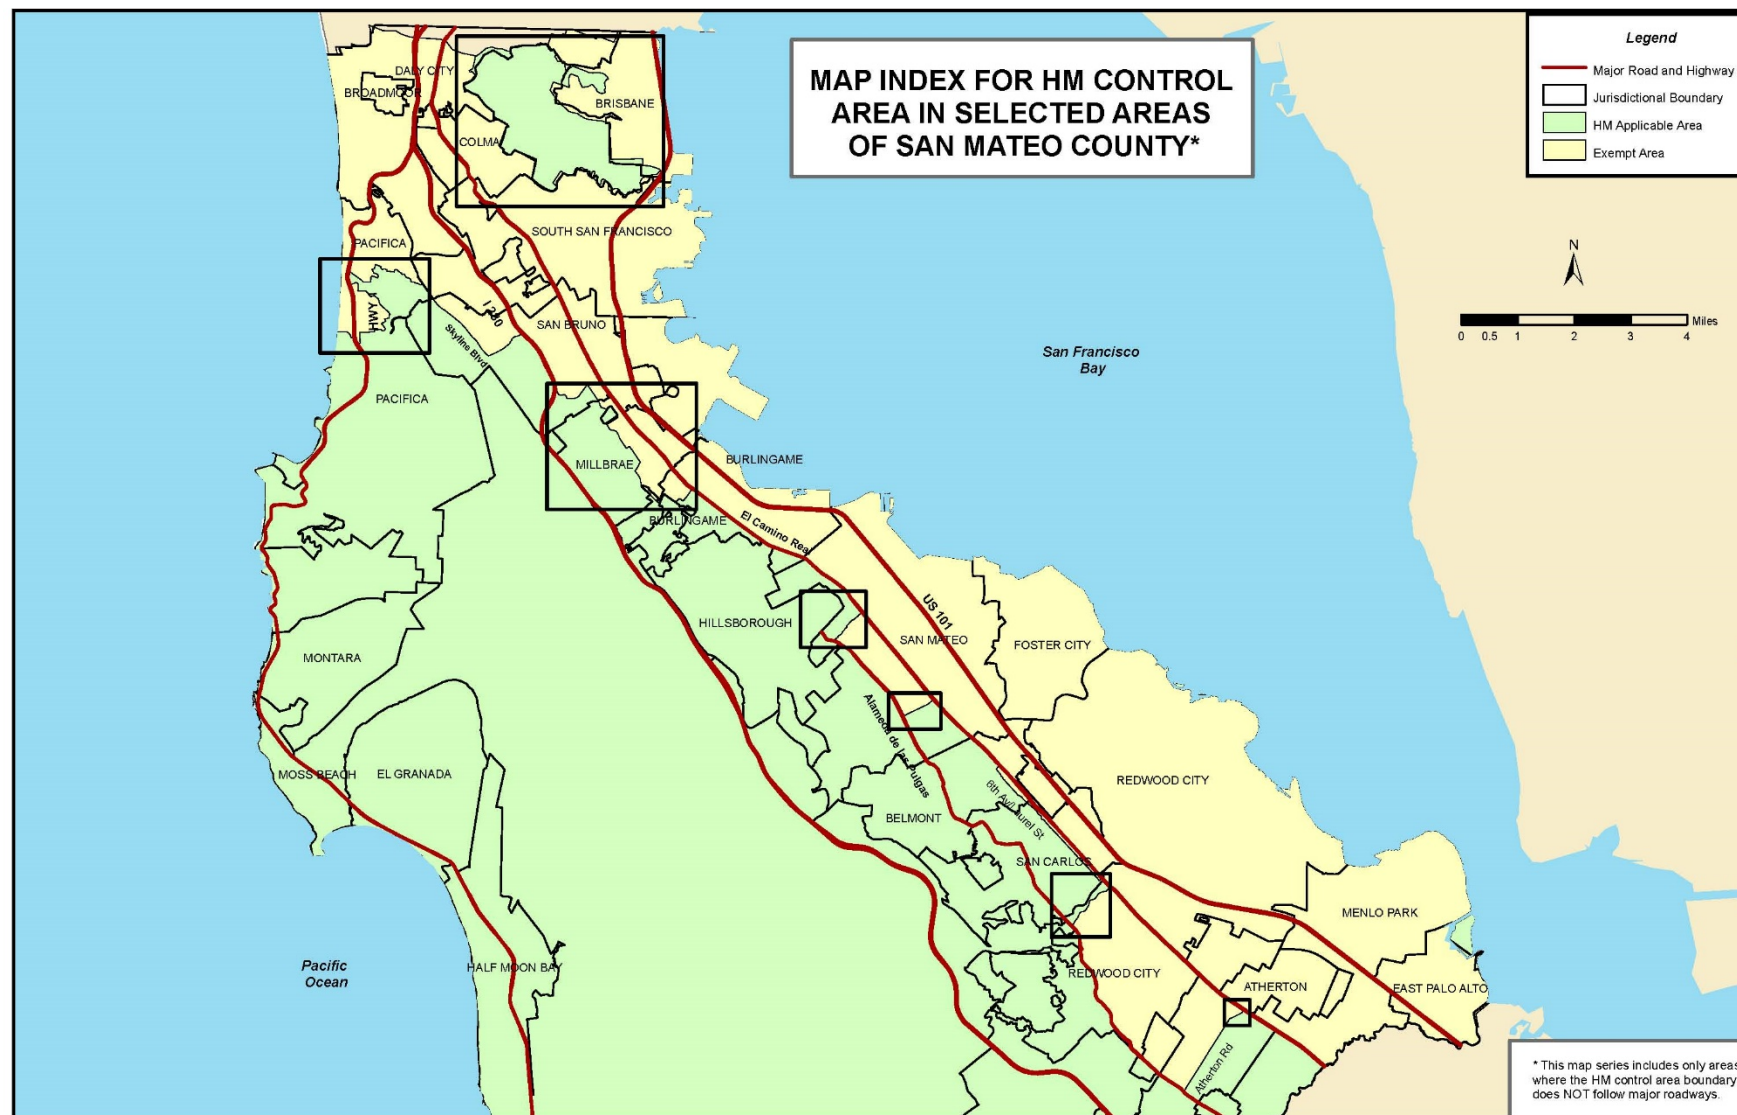 MAP INDEX FOR HM CONTROL
AREA IN SELECTED AREAS
OF SAN MATEO COUNTY*
Legend
Major Road and Highway
Jurisdictional Boundary
HM Applicable Area
Exempt Area
N
Miles
0 0.5 1 2 3 4
DALY CITY
BROADMOOR
BRISBANE
COLMA
SOUTH SAN FRANCISCO
PACIFICA
HWY
I 280
SAN BRUNO
Skyline Blvd
San Francisco
Bay
PACIFICA
MILLBRAE
BURLINGAME
BURLINGAME
El Camino Real
US 101
HILLSBOROUGH
SAN MATEO
FOSTER CITY
MONTARA
Alameda de las Pulgas
MOSS BEACH
EL GRANADA
REDWOOD CITY
6th Av/Laurel St
BELMONT
SAN CARLOS
MENLO PARK
Pacific
Ocean
HALF MOON BAY
REDWOOD CITY
ATHERTON
EAST PALO ALTO
Atherton Rd
* This map series includes only areas
where the HM control area boundary
does NOT follow major roadways.